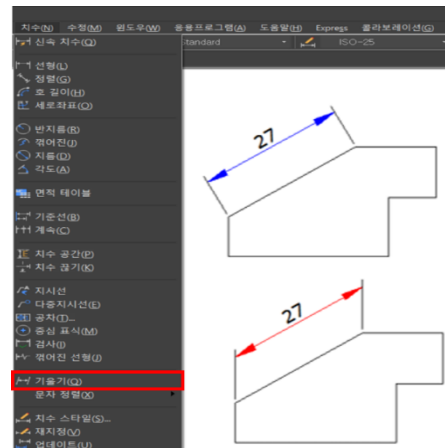 치수(N) 수정(M) 윈도우(W) 응용프로그램(A) 도움말(H) Express 콜라보레이션(G)
신속 치수(Q) Standard ISO-25
선형(L)
정렬(G)
호 길이(H)
세로좌표(O)
반지름(R)
꺾어진(J)
지름(D)
각도(A)
면적 테이블
기준선(B)
계속(C)
치수 공간(P)
치수 끊기(K)
지시선
다중지시선(E)
공차(T)...
중심 표식(M)
검사(I)
꺾어진 선형(J)
기울기(Q)
문자 정렬(X)
치수 스타일(S)...
재지정(V)
업데이트(U)
27
27